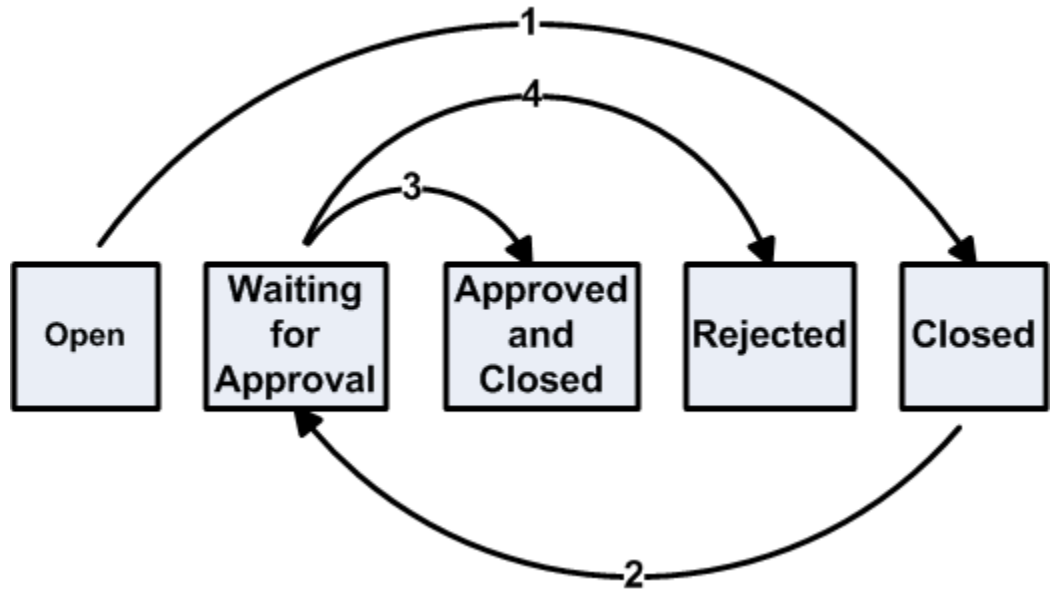 1
4
3
Open
Waiting
for
Approval
Approved
and
Closed
Rejected
Closed
2